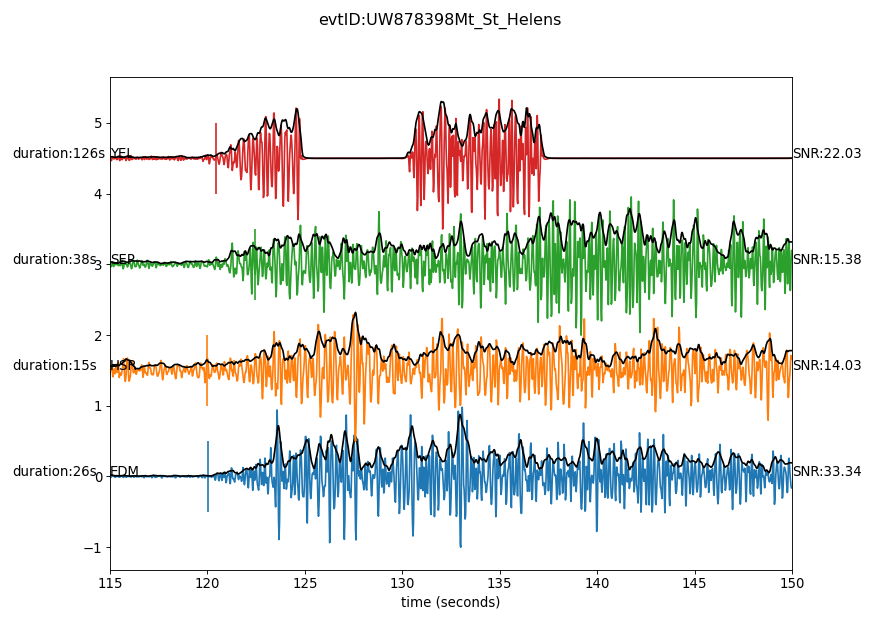 evtID:UW878398Mt_St_Helens
5
duration:126s YEL SNR:22.03
4
duration:38s SEP SNR:15.38
3
2
duration:15s HSR SNR:14.03
1
duration:26s EDM SNR:33.34
0
−1
115 120 125 130 135 140 145 150
time (seconds)